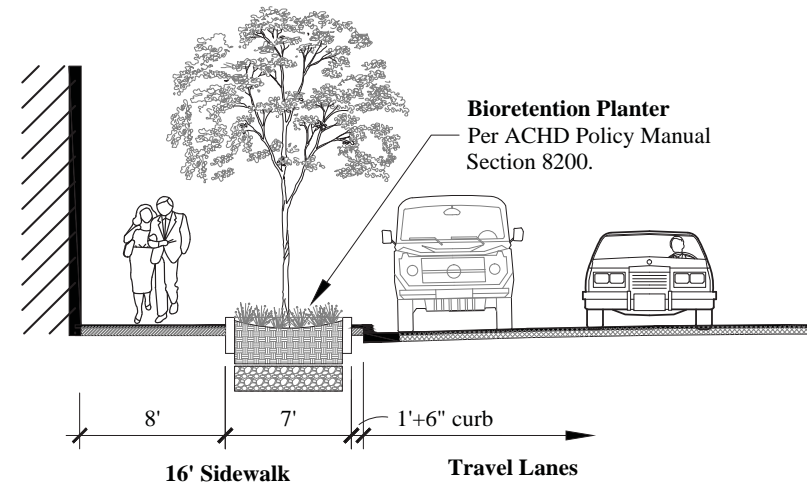 Bioretention Planter
Per ACHD Policy Manual
Section 8200.
8'
7'
1'+6" curb
16' Sidewalk
Travel Lanes